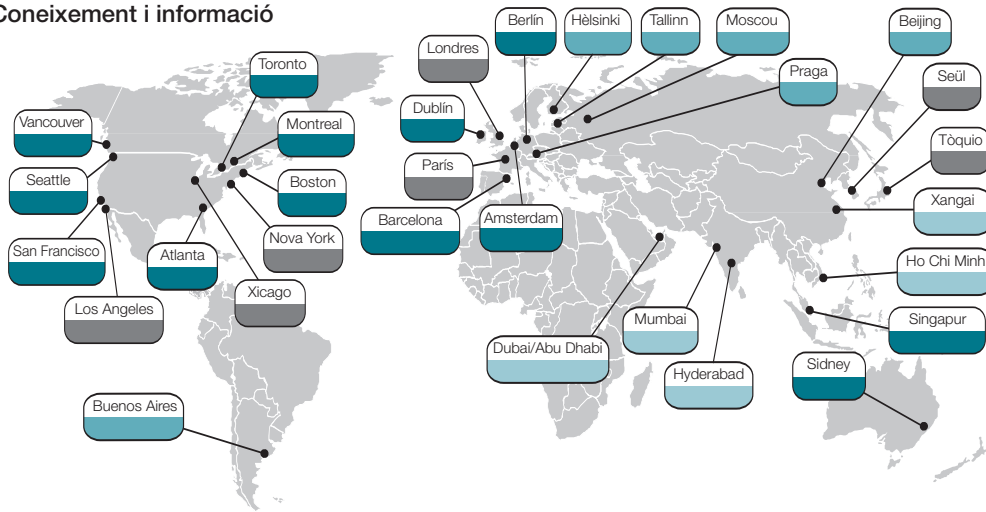 Coneixement i informació
Berlín
Hèlsinki
Tallinn
Moscou
Beijing
Londres
Toronto
Praga
Seül
Dublín
Vancouver
Montreal
Tòquio
París
Seattle
Boston
Xangai
Barcelona
Amsterdam
Nova York
San Francisco
Atlanta
Ho Chi Minh
Xicago
Los Angeles
Mumbai
Singapur
Dubai/Abu Dhabi
Hyderabad
Sidney
Buenos Aires